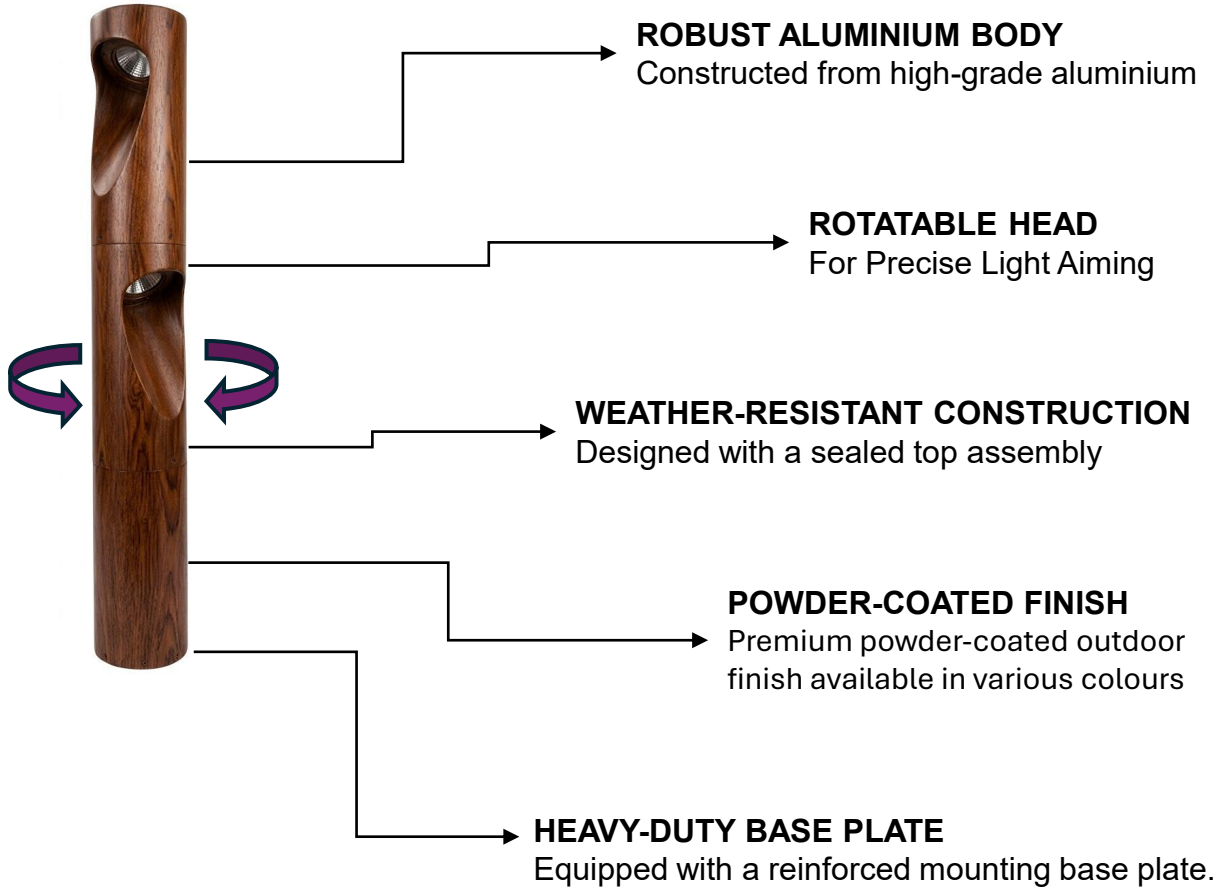 ROBUST ALUMINIUM BODY
Constructed from high-grade aluminium
ROTATABLE HEAD
For Precise Light Aiming
WEATHER-RESISTANT CONSTRUCTION
Designed with a sealed top assembly
POWDER-COATED FINISH
Premium powder-coated outdoor
finish available in various colours
HEAVY-DUTY BASE PLATE
Equipped with a reinforced mounting base plate.